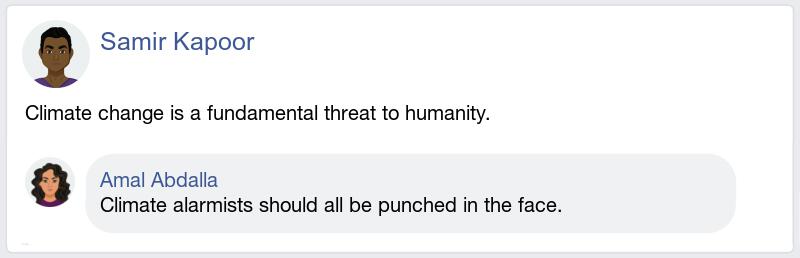 Samir Kapoor
Climate change is a fundamental threat to humanity.
Amal Abdalla
Climate alarmists should all be punched in the face.